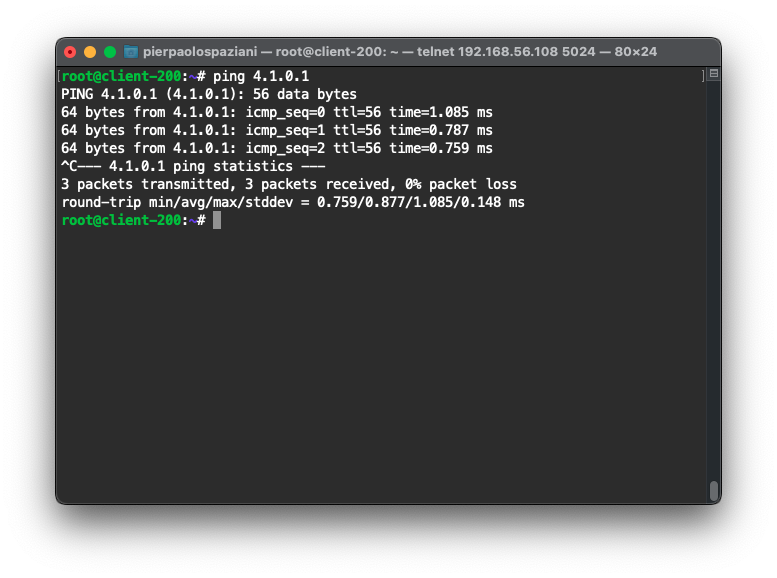 pierpaolospaziani — root@client-200: ~ — telnet 192.168.56.108 5024 — 80×24
[root@client-200:~# ping 4.1.0.1 ]
PING 4.1.0.1 (4.1.0.1): 56 data bytes
64 bytes from 4.1.0.1: icmp_seq=0 ttl=56 time=1.085 ms
64 bytes from 4.1.0.1: icmp_seq=1 ttl=56 time=0.787 ms
64 bytes from 4.1.0.1: icmp_seq=2 ttl=56 time=0.759 ms
^C--- 4.1.0.1 ping statistics ---
3 packets transmitted, 3 packets received, 0% packet loss
round-trip min/avg/max/stddev = 0.759/0.877/1.085/0.148 ms
root@client-200:~#